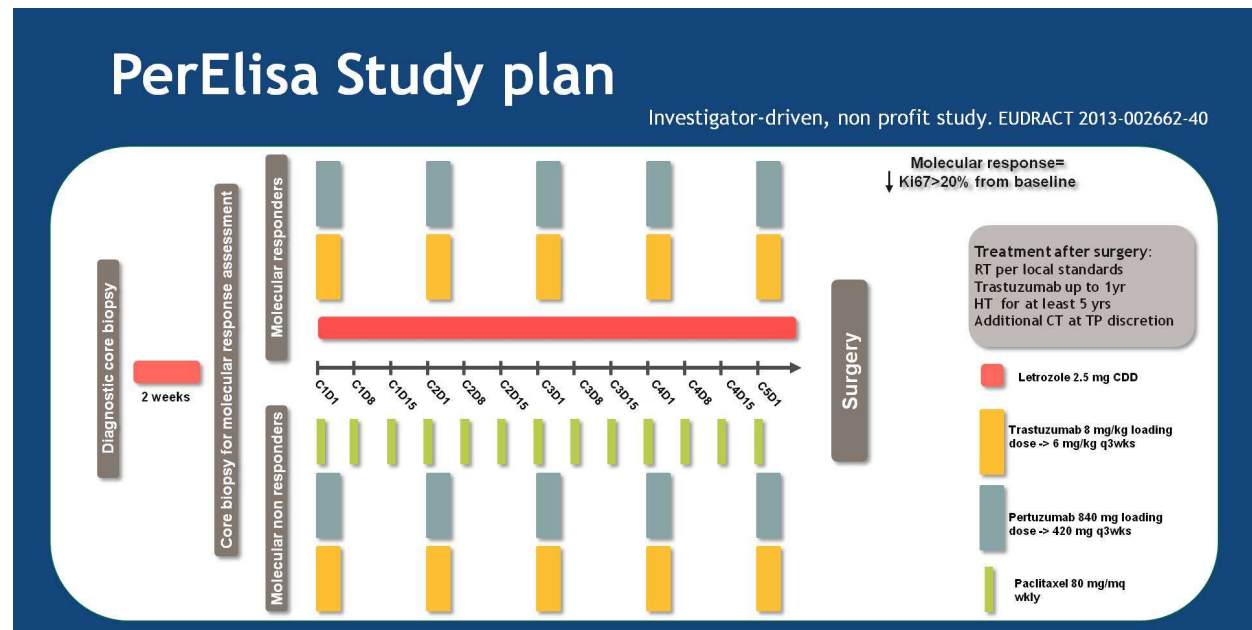 PerElisa Study plan
Investigator-driven, non profit study. EUDRACT 2013-002662-40
Diagnostic core biopsy
2 weeks
Core biopsy for molecular response assessment
Molecular responders
Molecular non responders
C1D1
C1D8
C1D15
C2D1
C2D8
C2D15
C3D1
C3D8
C3D15
C4D1
C4D8
C4D15
C5D1
Surgery
Molecular response=
↓ Ki67>20% from baseline
Treatment after surgery:
RT per local standards
Trastuzumab up to 1yr
HT for at least 5 yrs
Additional CT at TP discretion
Letrozole 2.5 mg CDD
Trastuzumab 8 mg/kg loading
dose -> 6 mg/kg q3wks
Pertuzumab 840 mg loading
dose -> 420 mg q3wks
Paclitaxel 80 mg/mq
wkly